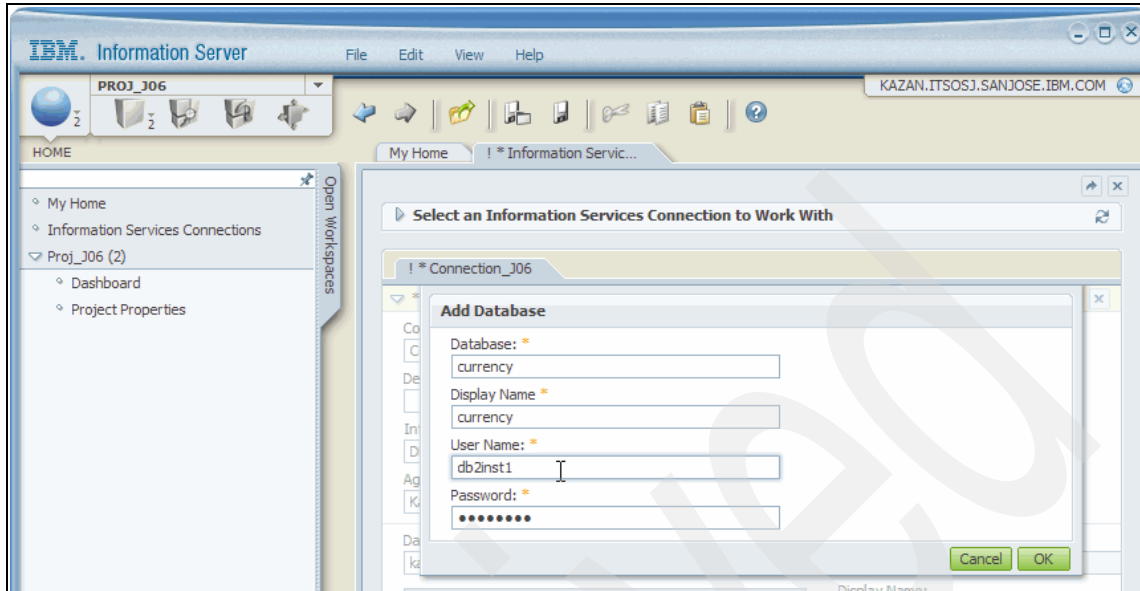 IBM. Information Server
File Edit View Help
PROJ_J06
KAZAN.ITSOSJ.SANJOSE.IBM.COM
2
2
HOME
My Home
! * Information Servic...
Open Workspaces
My Home
Information Services Connections
Proj_J06 (2)
Dashboard
Project Properties
Select an Information Services Connection to Work With
! * Connection_J06
Add Database
Database: *
currency
Display Name *
currency
User Name: *
db2inst1
Password: *
••••••••
Cancel OK